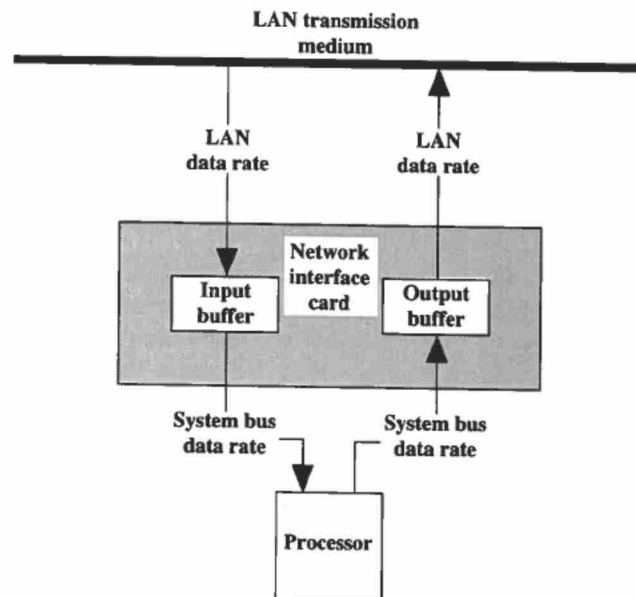 LAN transmission
medium
LAN
data rate
LAN
data rate
Network
interface
card
Input
buffer
Output
buffer
System bus
data rate
System bus
data rate
Processor